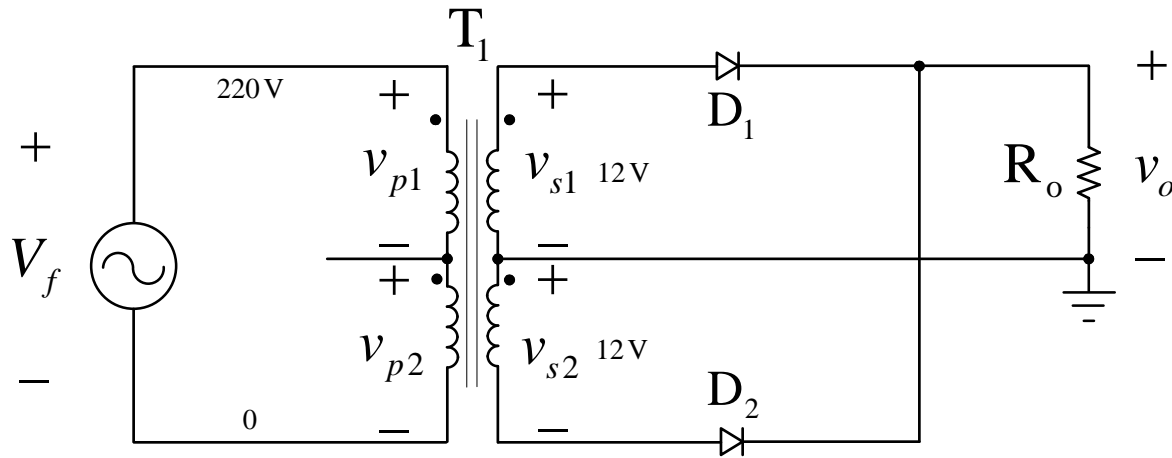 T1
220 V
+ + + +
D1
+
vp1 vs1 12 V Ro vo
Vf
− − −
+ +
vp2 vs2 12 V
−
D2
0
− −